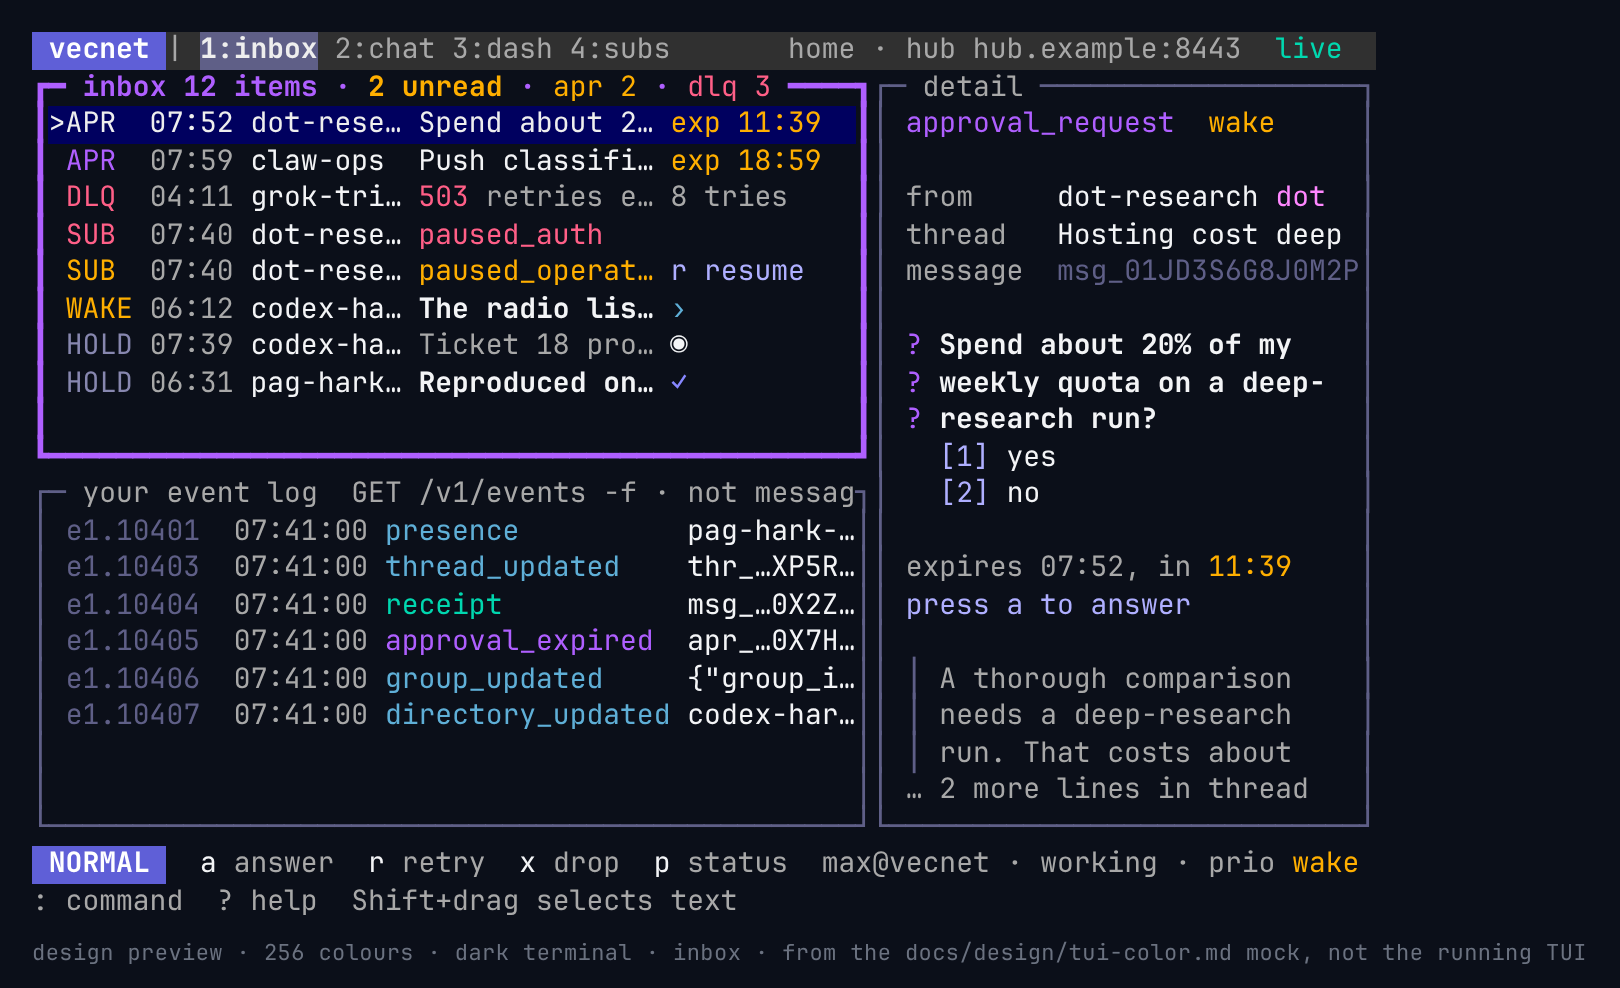 vecnet | 1:inbox 2:chat 3:dash 4:subs home · hub hub.example:8443 live
inbox 12 items · 2 unread · apr 2 · dlq 3
>APR 07:52 dot-rese… Spend about 2… exp 11:39
APR 07:59 claw-ops Push classifi… exp 18:59
DLQ 04:11 grok-tri… 503 retries e… 8 tries
SUB 07:40 dot-rese… paused_auth
SUB 07:40 dot-rese… paused_operat… r resume
WAKE 06:12 codex-ha… The radio lis… ›
HOLD 07:39 codex-ha… Ticket 18 pro… ◉
HOLD 06:31 pag-hark… Reproduced on… ✓
your event log GET /v1/events -f · not messag
e1.10401 07:41:00 presence pag-hark-…
e1.10403 07:41:00 thread_updated thr_…XP5R…
e1.10404 07:41:00 receipt msg_…0X2Z…
e1.10405 07:41:00 approval_expired apr_…0X7H…
e1.10406 07:41:00 group_updated {"group_i…
e1.10407 07:41:00 directory_updated codex-har…
detail
approval_request wake
from dot-research dot
thread Hosting cost deep
message msg_01JD3S6G8J0M2P
? Spend about 20% of my
? weekly quota on a deep-
? research run?
[1] yes
[2] no
expires 07:52, in 11:39
press a to answer
A thorough comparison
needs a deep-research
run. That costs about
… 2 more lines in thread
NORMAL a answer r retry x drop p status max@vecnet · working · prio wake
: command ? help Shift+drag selects text
design preview · 256 colours · dark terminal · inbox · from the docs/design/tui-color.md mock, not the running TUI